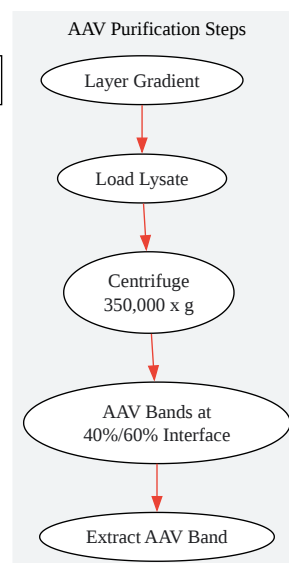 AAV Purification Steps
Layer Gradient
Load Lysate
Centrifuge
350,000 x g
AAV Bands at
40%/60% Interface
Extract AAV Band